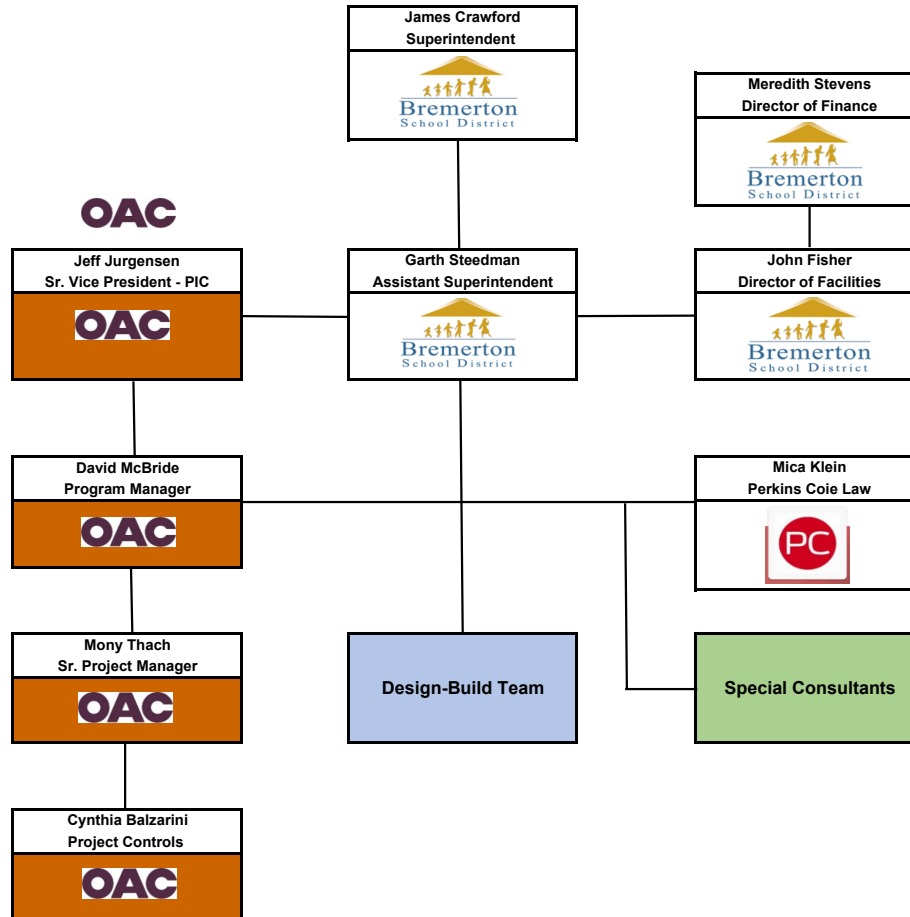 James Crawford
Superintendent
Bremerton
School District
Meredith Stevens
Director of Finance
Bremerton
School District
OAC
Jeff Jurgensen
Sr. Vice President - PIC
OAC
Garth Steedman
Assistant Superintendent
Bremerton
School District
John Fisher
Director of Facilities
Bremerton
School District
David McBride
Program Manager
OAC
Mica Klein
Perkins Coie Law
PC
Mony Thach
Sr. Project Manager
OAC
Design-Build Team
Special Consultants
Cynthia Balzarini
Project Controls
OAC